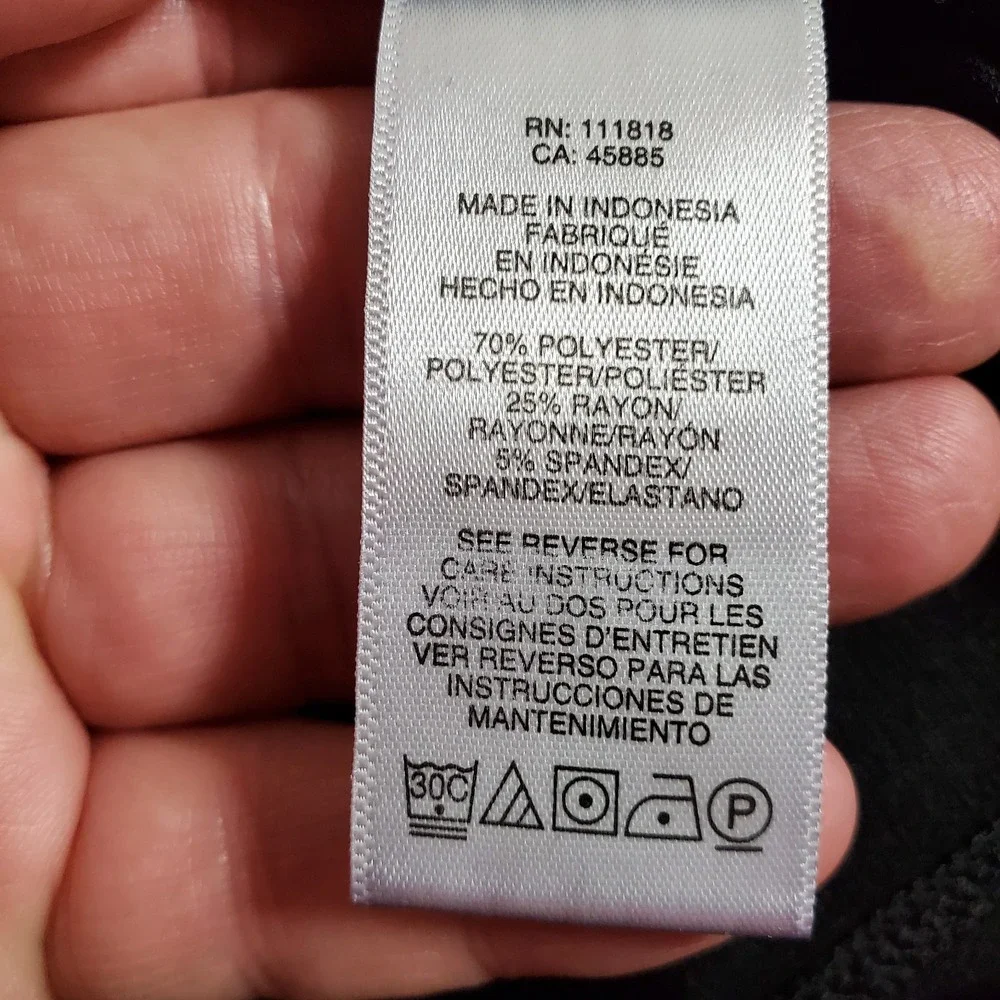 RN: 111818
CA: 45885
MADE IN INDONESIA
FABRIQUÉ
EN INDONÉSIE
HECHO EN INDONESIA
70% POLYESTER/
POLYESTER/POLIÉSTER
25% RAYON/
RAYONNE/RAYÓN
5% SPANDEX/
SPANDEX/ELASTANO
SEE REVERSE FOR
CARE INSTRUCTIONS
VOIR AU DOS POUR LES
CONSIGNES D'ENTRETIEN
VER REVERSO PARA LAS
INSTRUCCIONES DE
MANTENIMIENTO
30C P